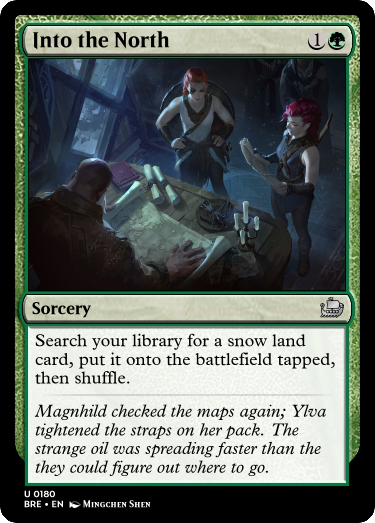 Into the North 1
Sorcery
Search your library for a snow land
card, put it onto the battlefield tapped,
then shuffle.
Magnhild checked the maps again; Ylva
tightened the straps on her pack. The
strange oil was spreading faster than the
they could figure out where to go.
U 0180
BRE • EN Mingchen Shen